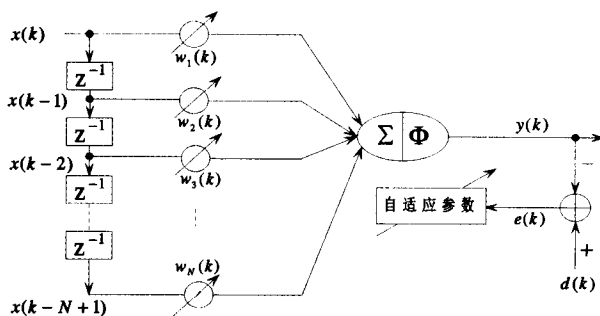 x(k)
w₁(k)
Z⁻¹
x(k-1)
w₂(k)
Z⁻¹
Σ Φ
y(k)
x(k-2)
w₃(k)
Z⁻¹
−
自适应参数
e(k)
Z⁻¹
+
w_N(k)
d(k)
x(k-N+1)